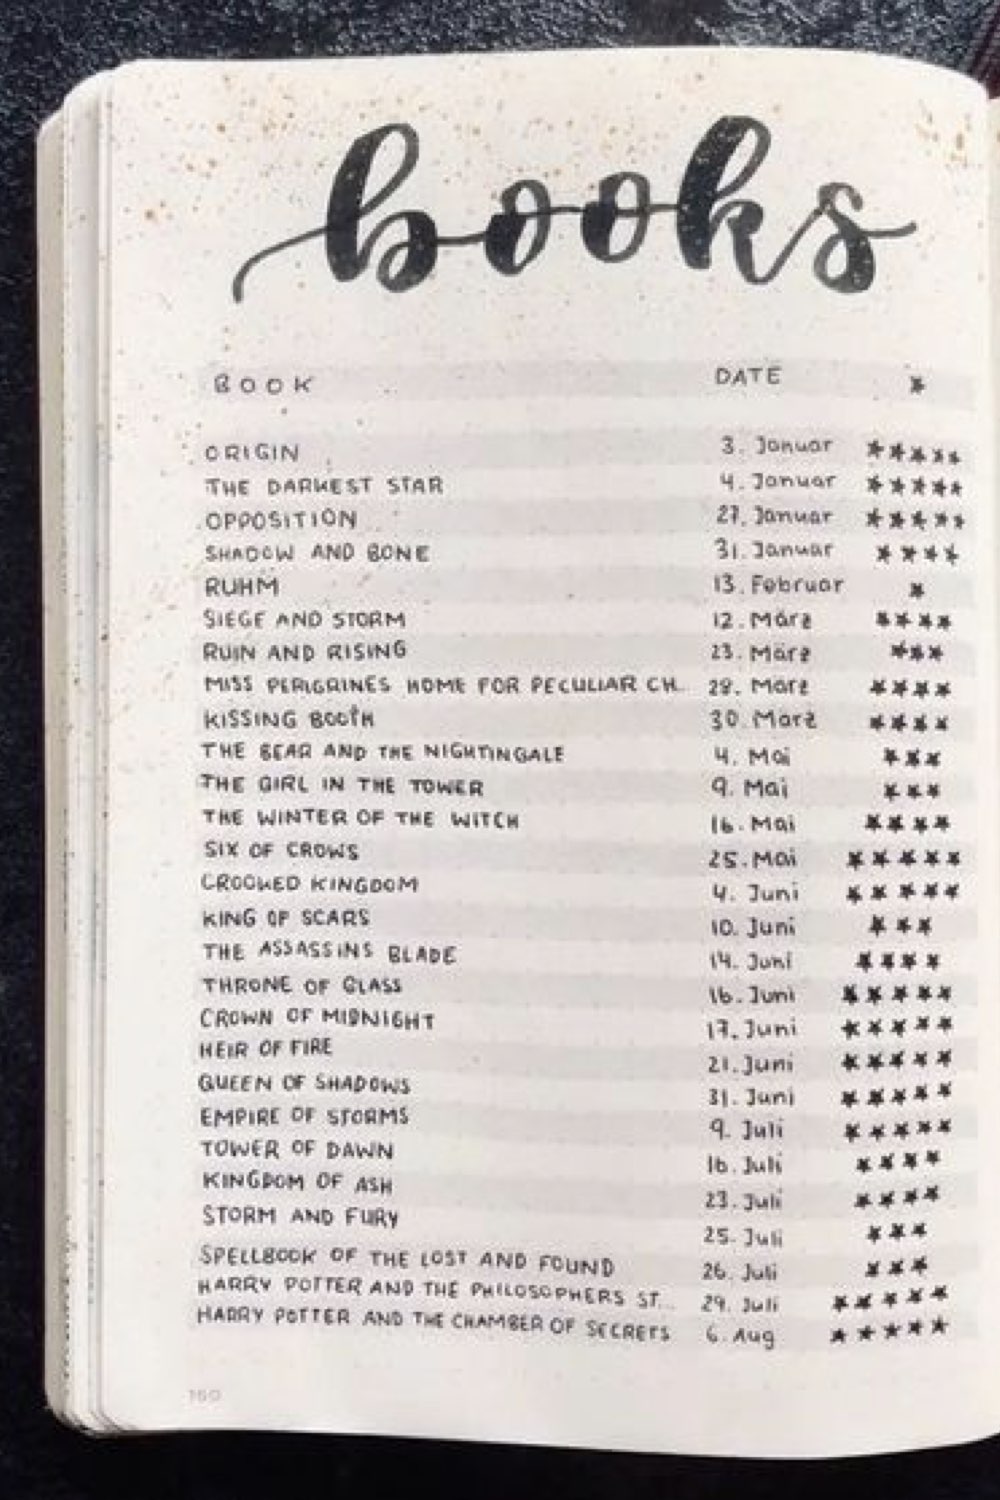 books
BOOK DATE *
ORIGIN 3. Januar *****
THE DARKEST STAR 4. Januar *****
OPPOSITION 27. Januar *****
SHADOW AND BONE 31. Januar ****
RUHM 13. Februar *
SIEGE AND STORM 12. März ****
RUIN AND RISING 23. März ***
MISS PERIGRINES HOME FOR PECULIAR CH.. 28. März ****
KISSING BOOTH 30. März ****
THE BEAR AND THE NIGHTINGALE 4. Mai ***
THE GIRL IN THE TOWER 9. Mai ***
THE WINTER OF THE WITCH 16. Mai ****
SIX OF CROWS 25. Mai *****
CROOKED KINGDOM 4. Juni *****
KING OF SCARS 10. Juni ***
THE ASSASSINS BLADE 14. Juni ****
THRONE OF GLASS 16. Juni *****
CROWN OF MIDNIGHT 17. Juni *****
HEIR OF FIRE 21. Juni *****
QUEEN OF SHADOWS 31. Juni *****
EMPIRE OF STORMS 9. Juli *****
TOWER OF DAWN 16. Juli ****
KINGDOM OF ASH 23. Juli ****
STORM AND FURY 25. Juli ***
SPELLBOOK OF THE LOST AND FOUND 26. Juli ***
HARRY POTTER AND THE PHILOSOPHERS ST... 29. Juli *****
HARRY POTTER AND THE CHAMBER OF SECRETS 6. Aug *****
160